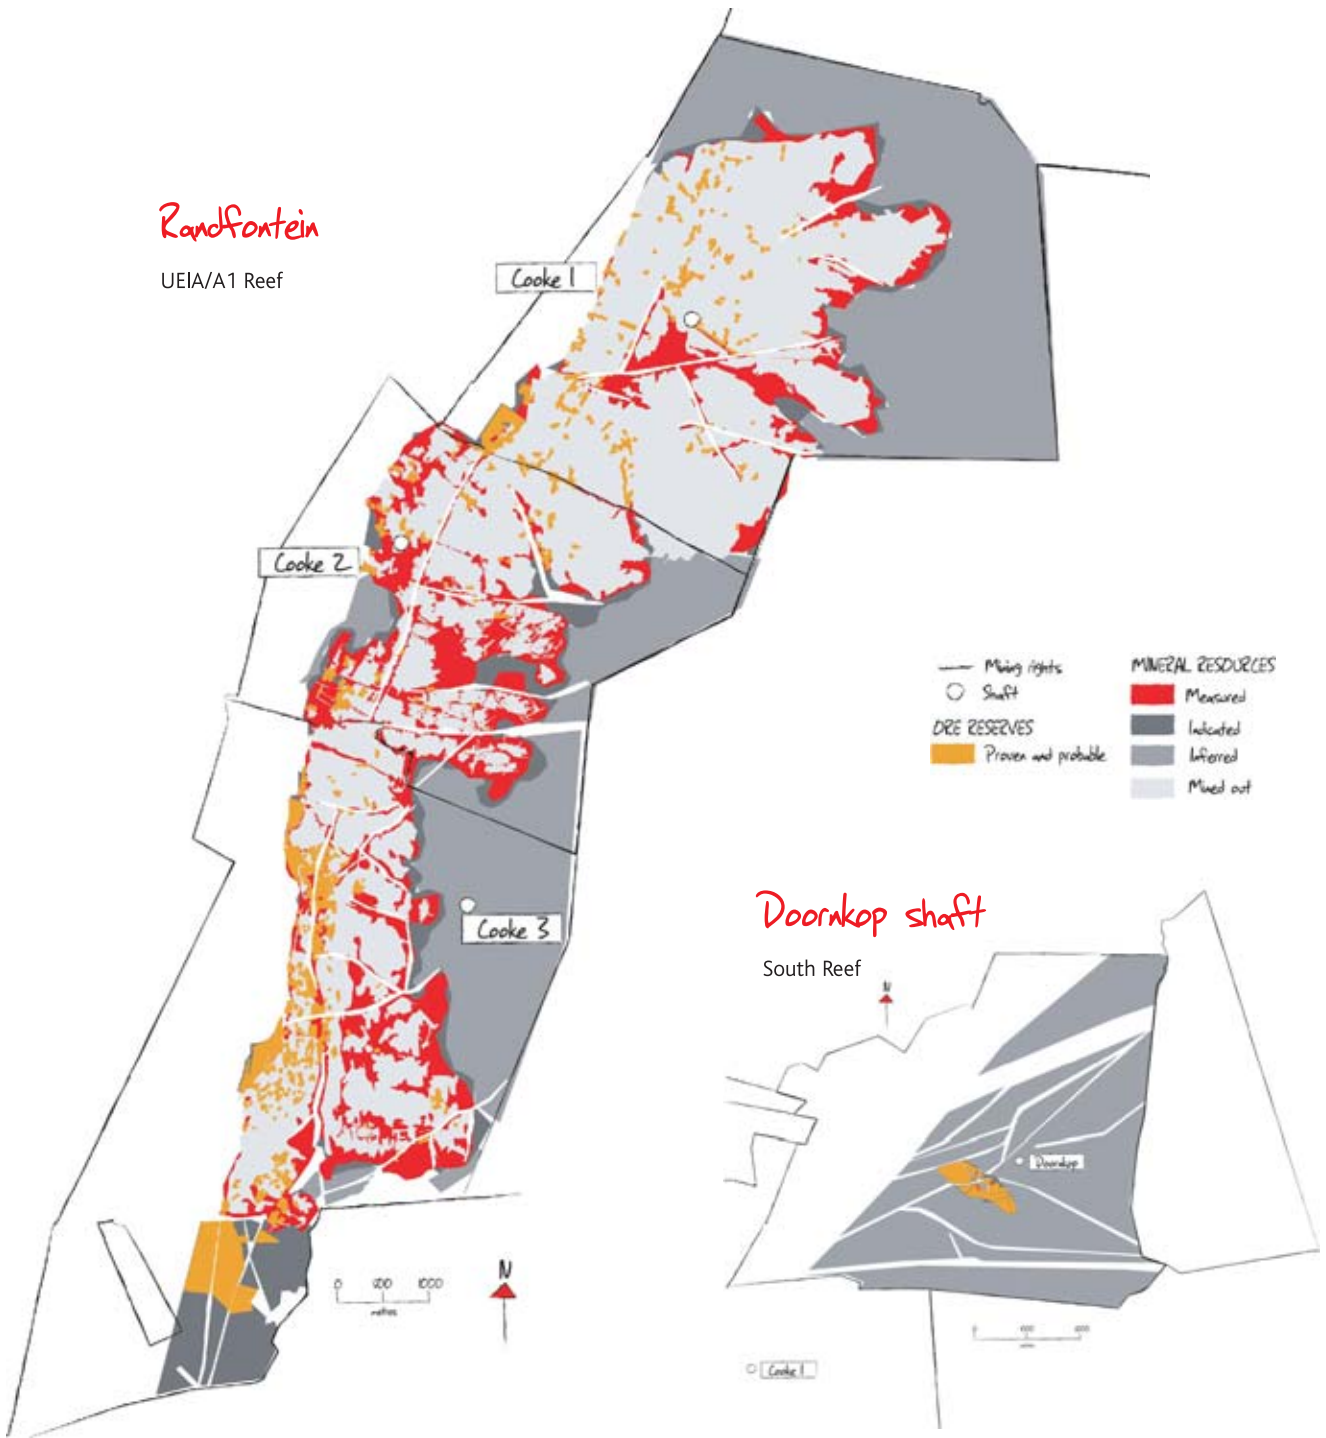 Randfontein
UEIA/A1 Reef
Cooke 1
Cooke 2
Mining rights
Shaft
ORE RESERVES
Proven and probable
MINERAL RESOURCES
Measured
Indicated
Inferred
Mined out
Cooke 3
Doornkop shaft
South Reef
N
Doornkop
0 500 1000
metres
N
0
Cooke 1